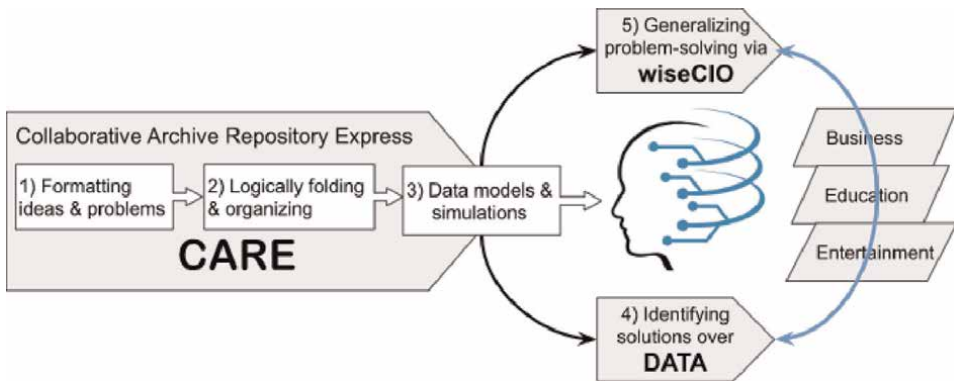 Collaborative Archive Repository Express
1) Formatting
ideas & problems
2) Logically folding
& organizing
3) Data models &
simulations
CARE
4) Identifying
solutions over
DATA
5) Generalizing
problem-solving via
wiseCIO
Business
Education
Entertainment